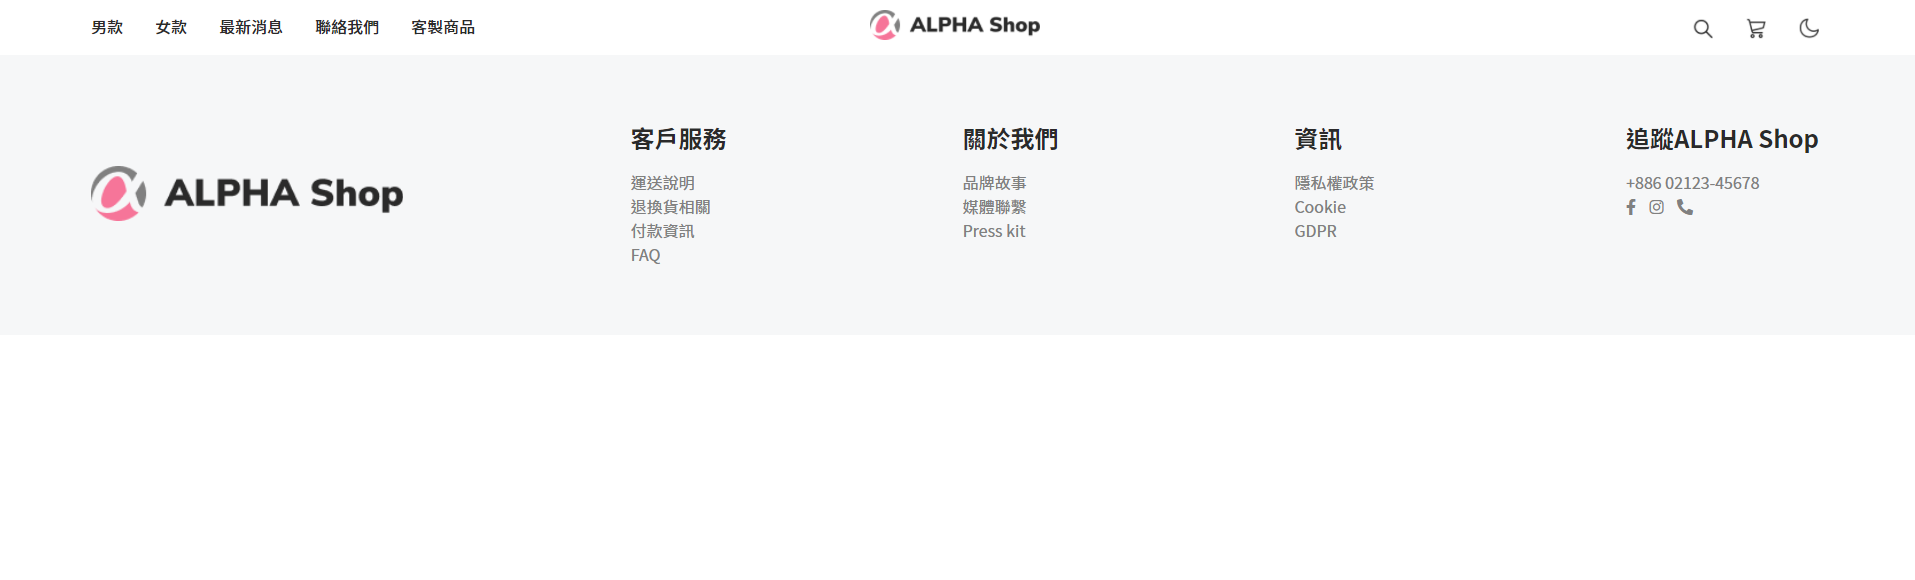 男款 女款 最新消息 聯絡我們 客製商品
ALPHA Shop
ALPHA Shop
客戶服務
運送說明
退換貨相關
付款資訊
FAQ
關於我們
品牌故事
媒體聯繫
Press kit
資訊
隱私權政策
Cookie
GDPR
追蹤ALPHA Shop
+886 02123-45678